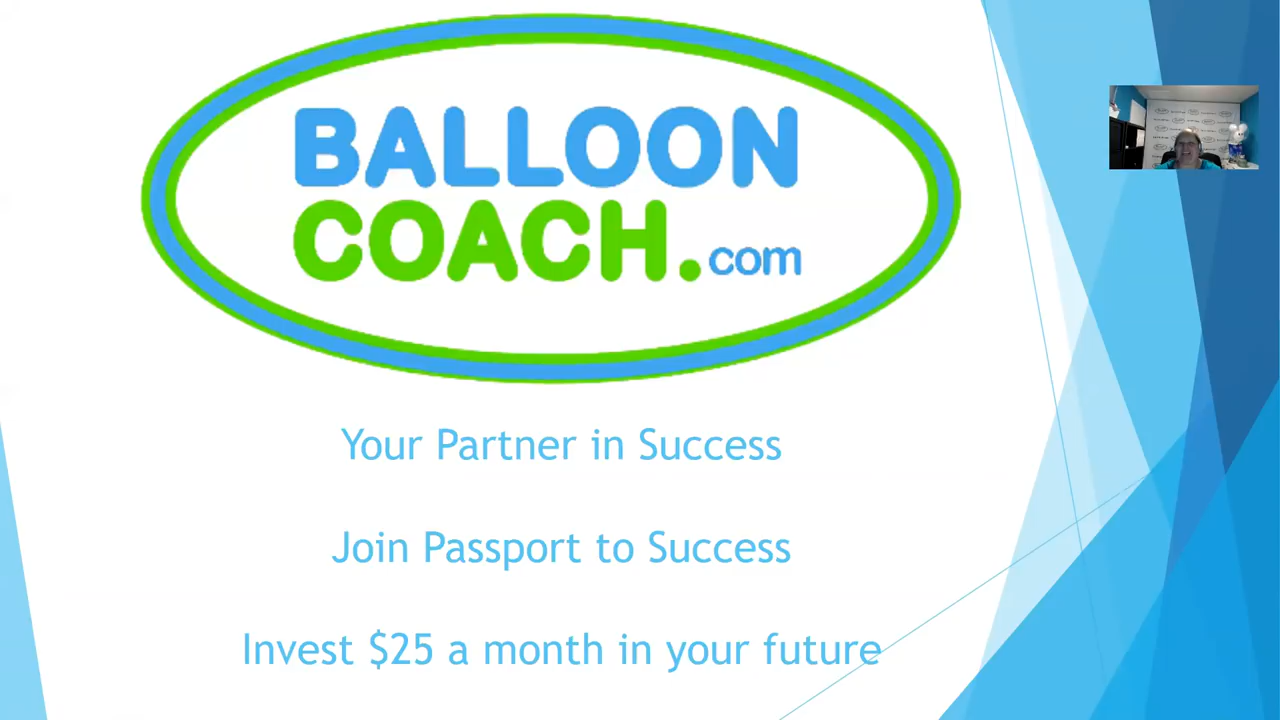 BALLOON
COACH.com
Your Partner in Success
Join Passport to Success
Invest $25 a month in your future